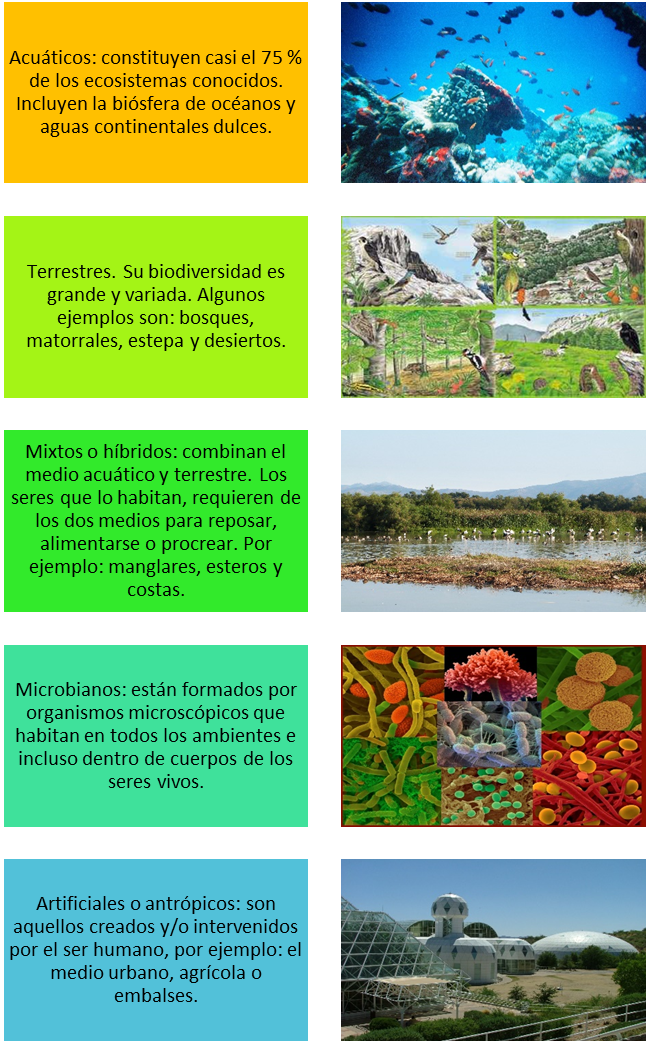 Acuáticos: constituyen casi el 75 %
de los ecosistemas conocidos.
Incluyen la biósfera de océanos y
aguas continentales dulces.
Terrestres. Su biodiversidad es
grande y variada. Algunos
ejemplos son: bosques,
matorrales, estepa y desiertos.
Mixtos o híbridos: combinan el
medio acuático y terrestre. Los
seres que lo habitan, requieren de
los dos medios para reposar,
alimentarse o procrear. Por
ejemplo: manglares, esteros y
costas.
Microbianos: están formados por
organismos microscópicos que
habitan en todos los ambientes e
incluso dentro de cuerpos de los
seres vivos.
Artificiales o antrópicos: son
aquellos creados y/o intervenidos
por el ser humano, por ejemplo: el
medio urbano, agrícola o
embalses.